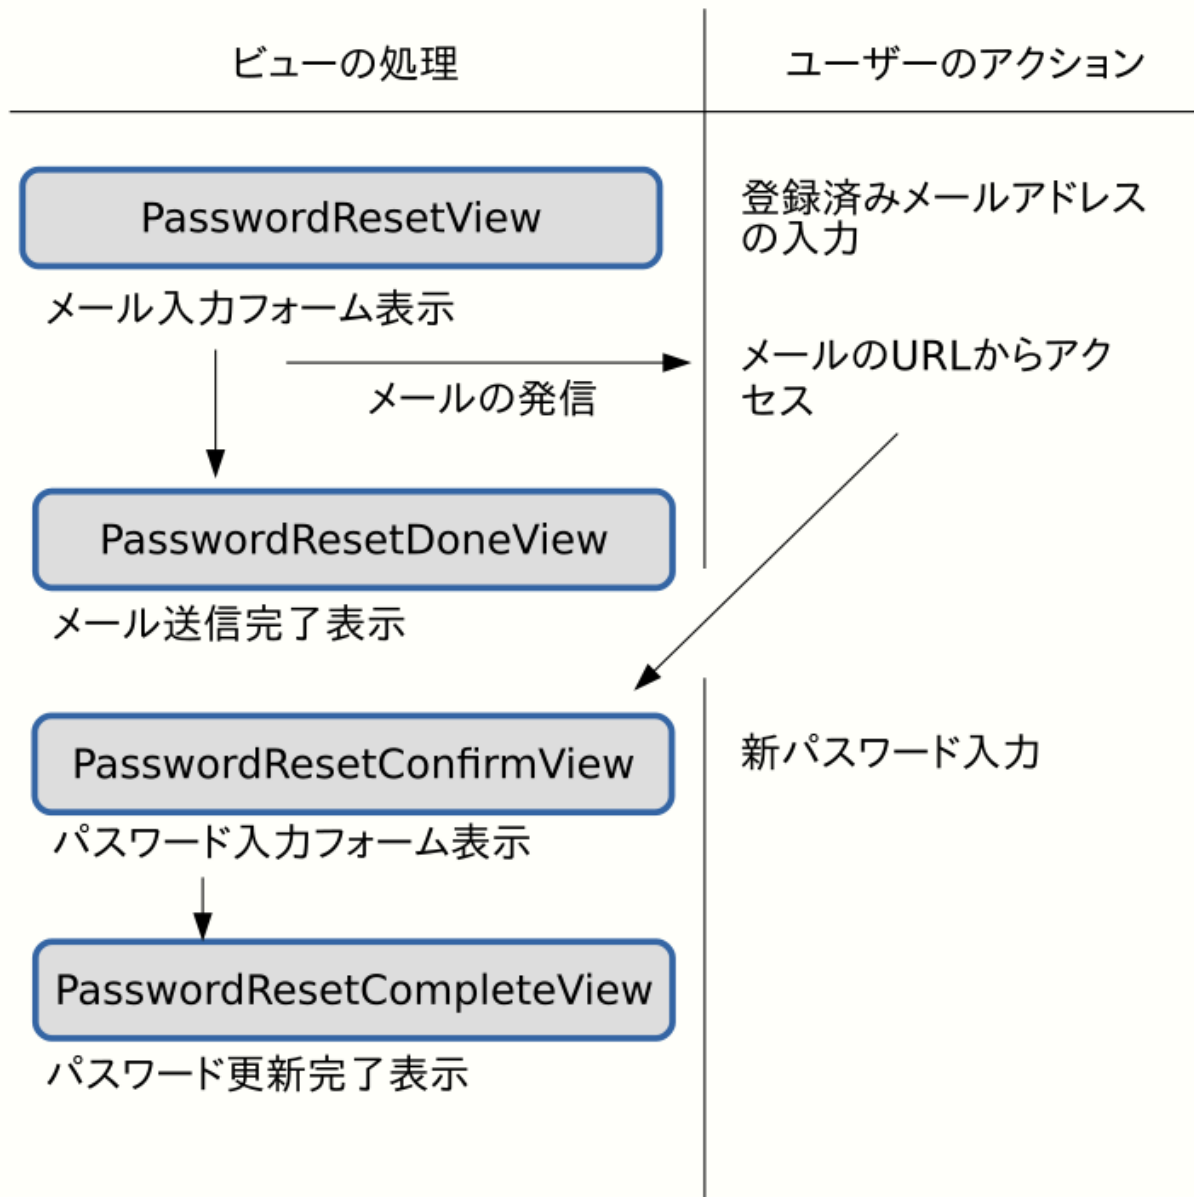 ビューの処理
ユーザーのアクション
PasswordResetView
登録済みメールアドレス
の入力
メール入力フォーム表示
メールのURLからアク
セス
メールの発信
PasswordResetDoneView
メール送信完了表示
PasswordResetConfirmView
新パスワード入力
パスワード入力フォーム表示
PasswordResetCompleteView
パスワード更新完了表示